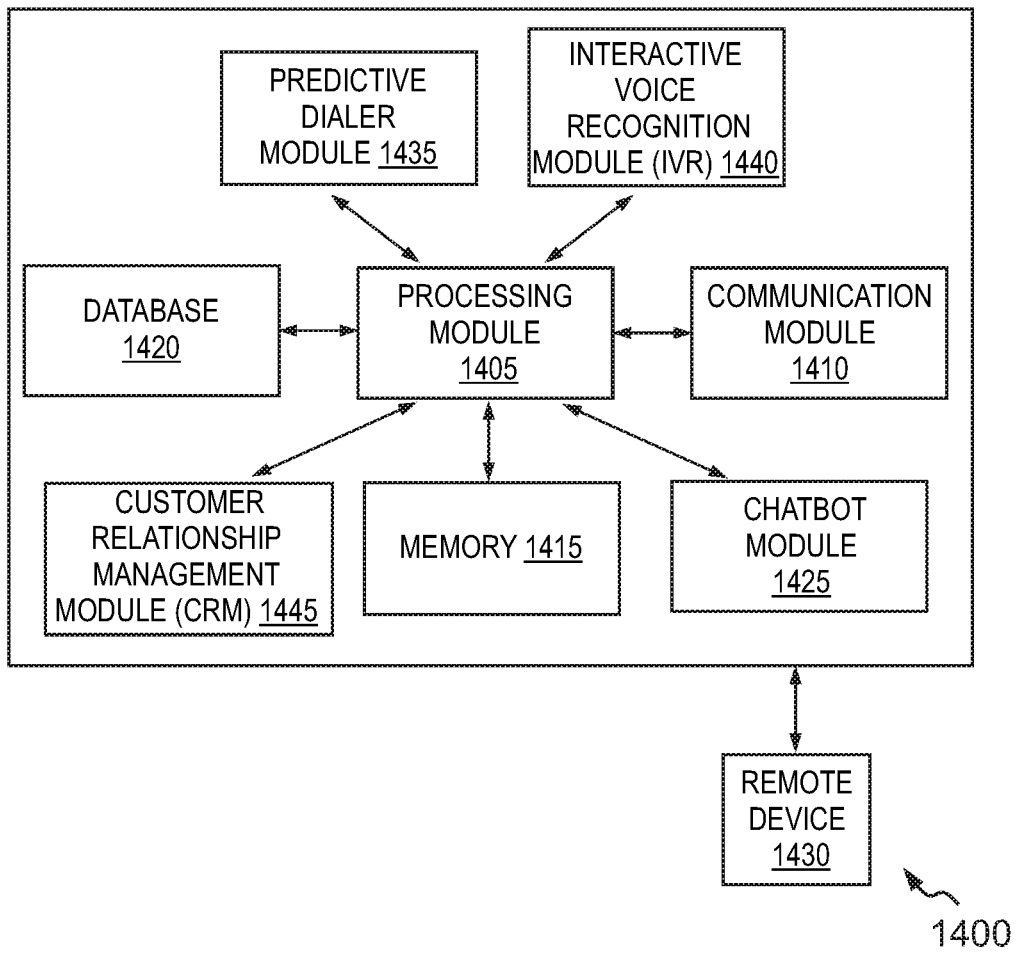 PREDICTIVE
DIALER
MODULE 1435
INTERACTIVE
VOICE
RECOGNITION
MODULE (IVR) 1440
DATABASE
1420
PROCESSING
MODULE
1405
COMMUNICATION
MODULE
1410
CUSTOMER
RELATIONSHIP
MANAGEMENT
MODULE (CRM) 1445
MEMORY 1415
CHATBOT
MODULE
1425
REMOTE
DEVICE
1430
1400